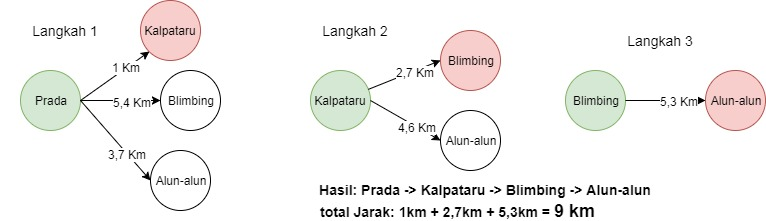 Langkah 1
Prada
Kalpataru
1 Km
5,4 Km
Blimbing
3,7 Km
Alun-alun
Langkah 2
Kalpataru
2,7 Km
Blimbing
4,6 Km
Alun-alun
Langkah 3
Blimbing
5,3 Km
Alun-alun
Hasil: Prada -> Kalpataru -> Blimbing -> Alun-alun
total Jarak: 1km + 2,7km + 5,3km = 9 km